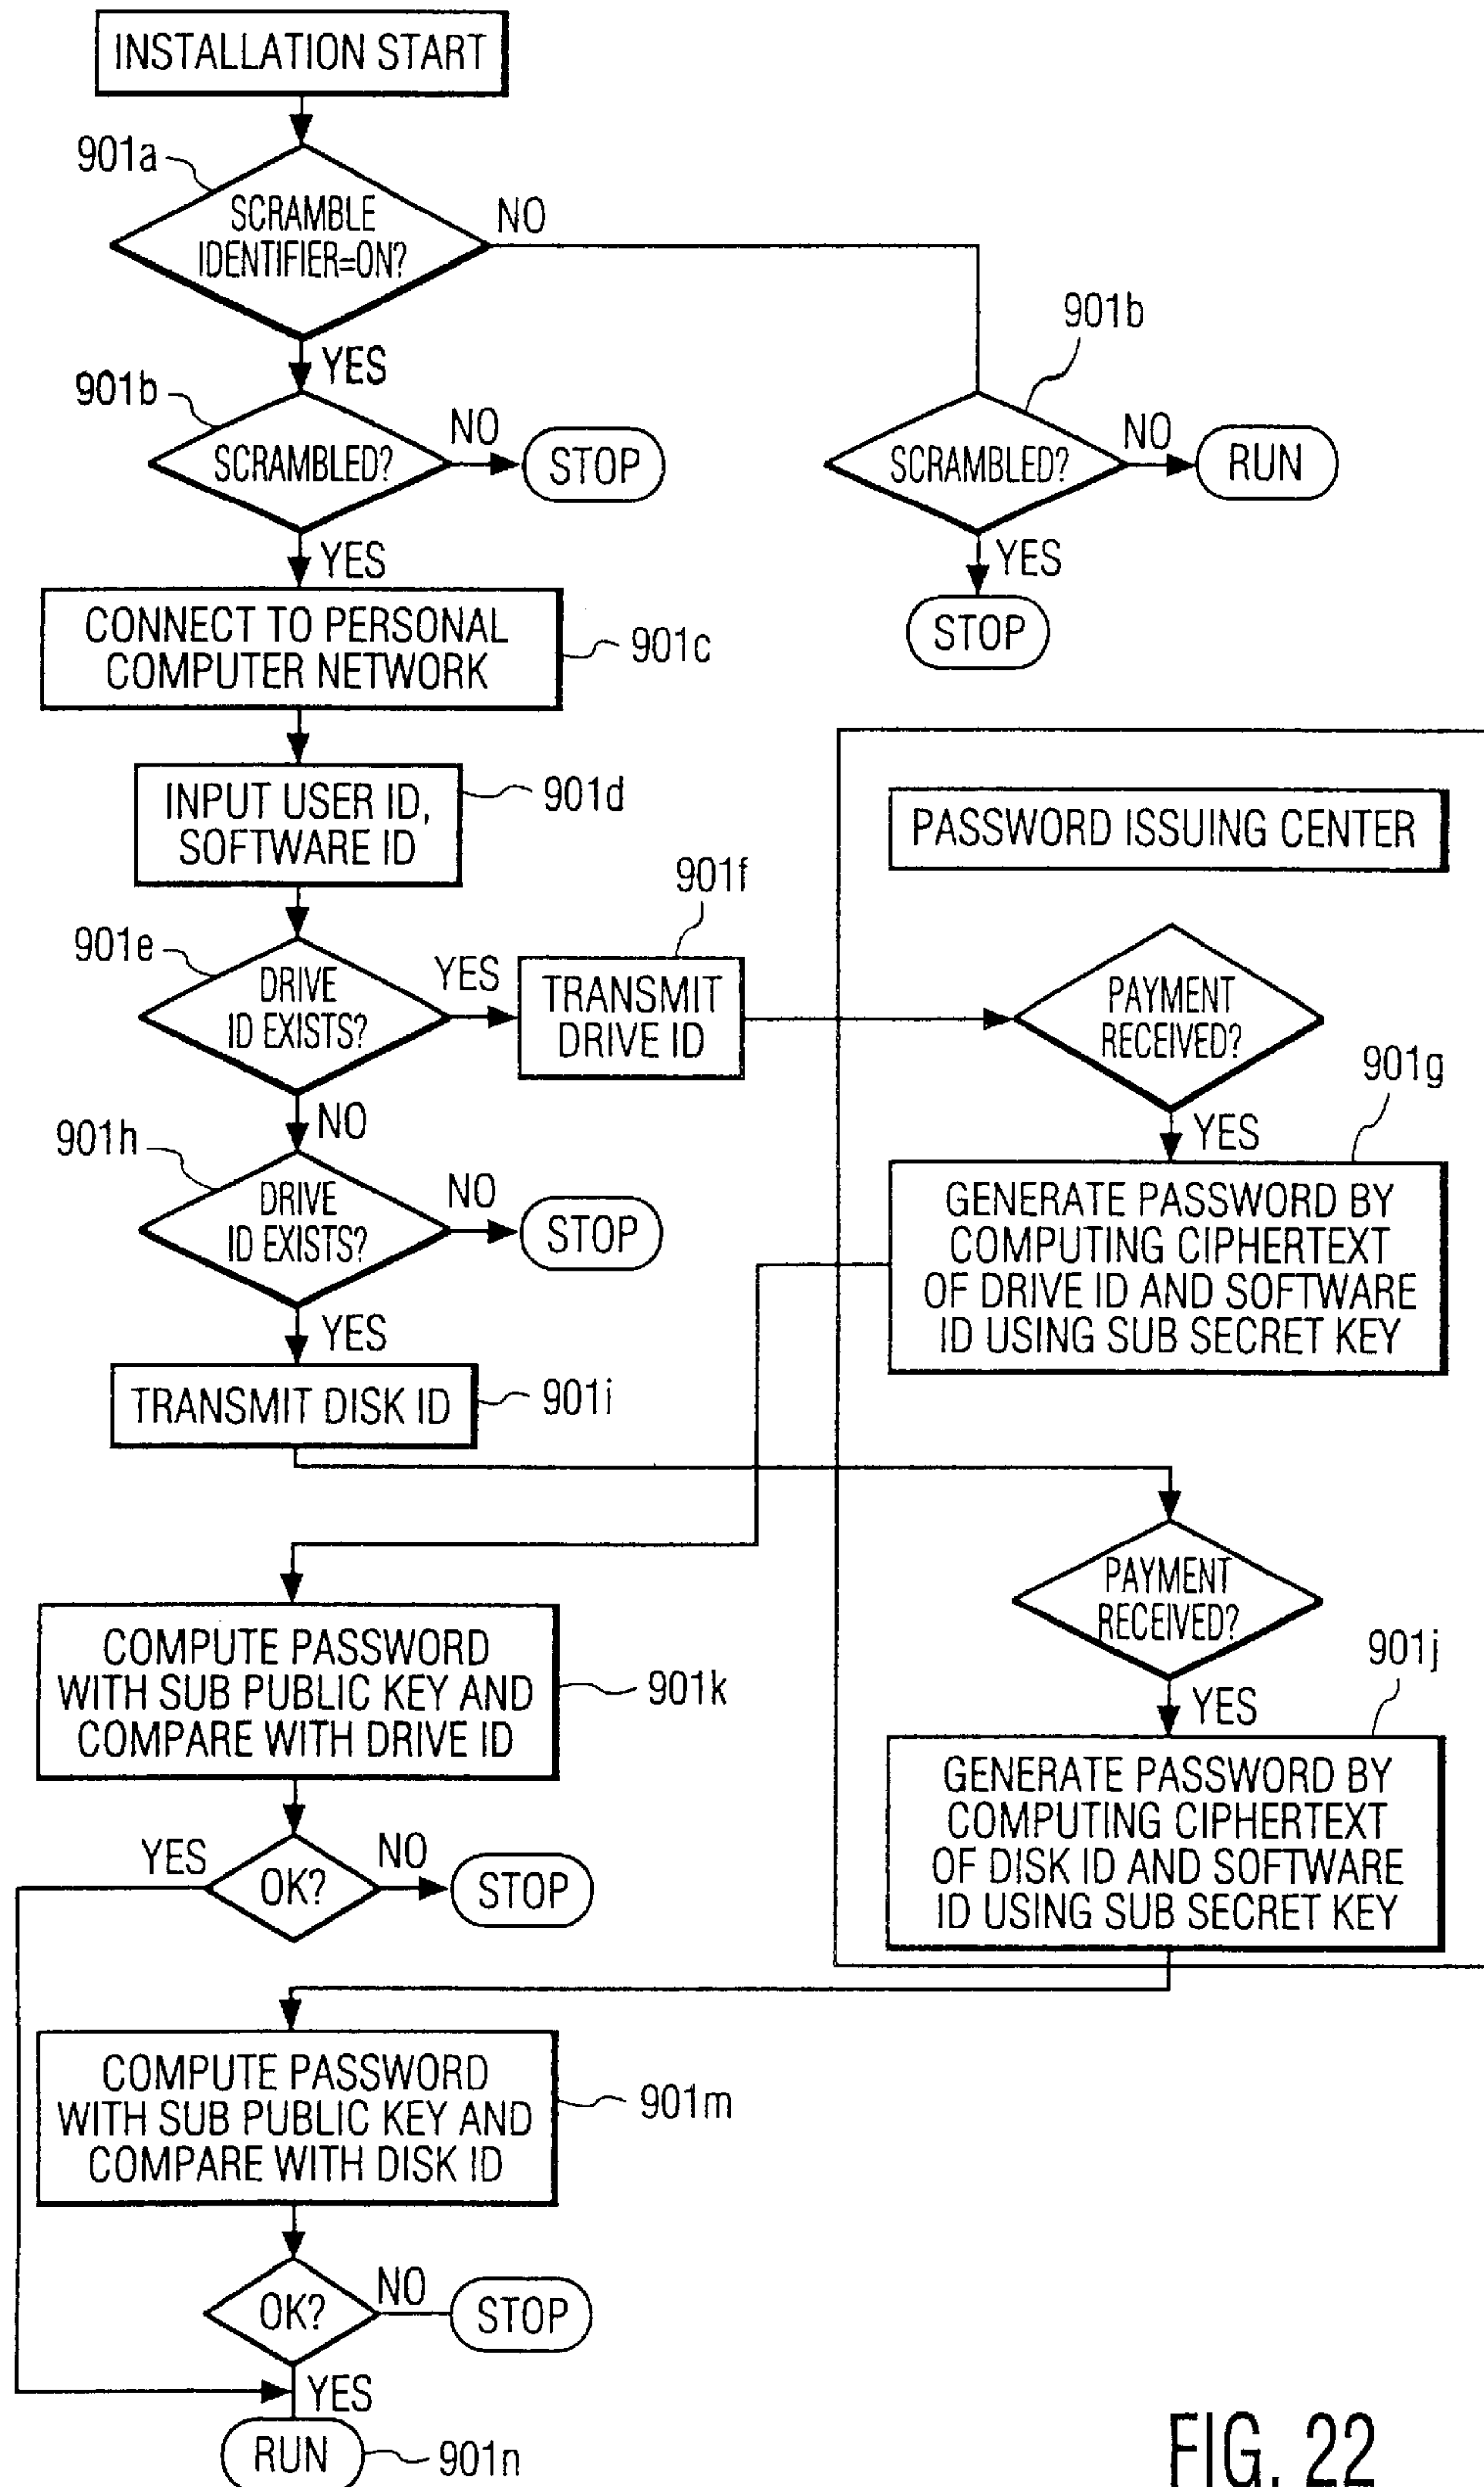 INSTALLATION START
901a
SCRAMBLE
IDENTIFIER=ON?
NO
YES
901b
SCRAMBLED?
NO
STOP
901b
SCRAMBLED?
NO
RUN
YES
STOP
YES
CONNECT TO PERSONAL
COMPUTER NETWORK
901c
INPUT USER ID,
SOFTWARE ID
901d
PASSWORD ISSUING CENTER
901e
DRIVE
ID EXISTS?
YES
901f
TRANSMIT
DRIVE ID
PAYMENT
RECEIVED?
YES
901g
GENERATE PASSWORD BY
COMPUTING CIPHERTEXT
OF DRIVE ID AND SOFTWARE
ID USING SUB SECRET KEY
NO
901h
DRIVE
ID EXISTS?
NO
STOP
YES
TRANSMIT DISK ID
901i
PAYMENT
RECEIVED?
YES
901j
GENERATE PASSWORD BY
COMPUTING CIPHERTEXT
OF DISK ID AND SOFTWARE
ID USING SUB SECRET KEY
COMPUTE PASSWORD
WITH SUB PUBLIC KEY AND
COMPARE WITH DRIVE ID
901k
YES
OK?
NO
STOP
COMPUTE PASSWORD
WITH SUB PUBLIC KEY AND
COMPARE WITH DISK ID
901m
OK?
NO
STOP
YES
RUN
901n
FIG. 22